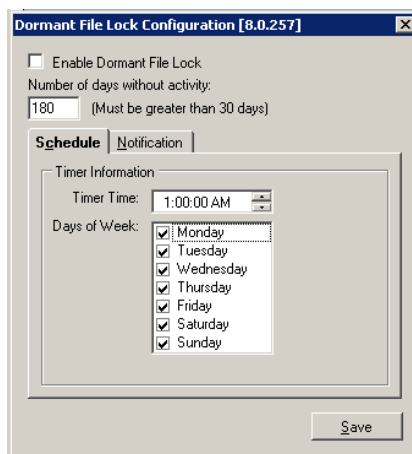 Dormant File Lock Configuration [8.0.257]
Enable Dormant File Lock
Number of days without activity:
180 (Must be greater than 30 days)
Schedule Notification
Timer Information
Timer Time: 1:00:00 AM
Days of Week: Monday
Tuesday
Wednesday
Thursday
Friday
Saturday
Sunday
Save